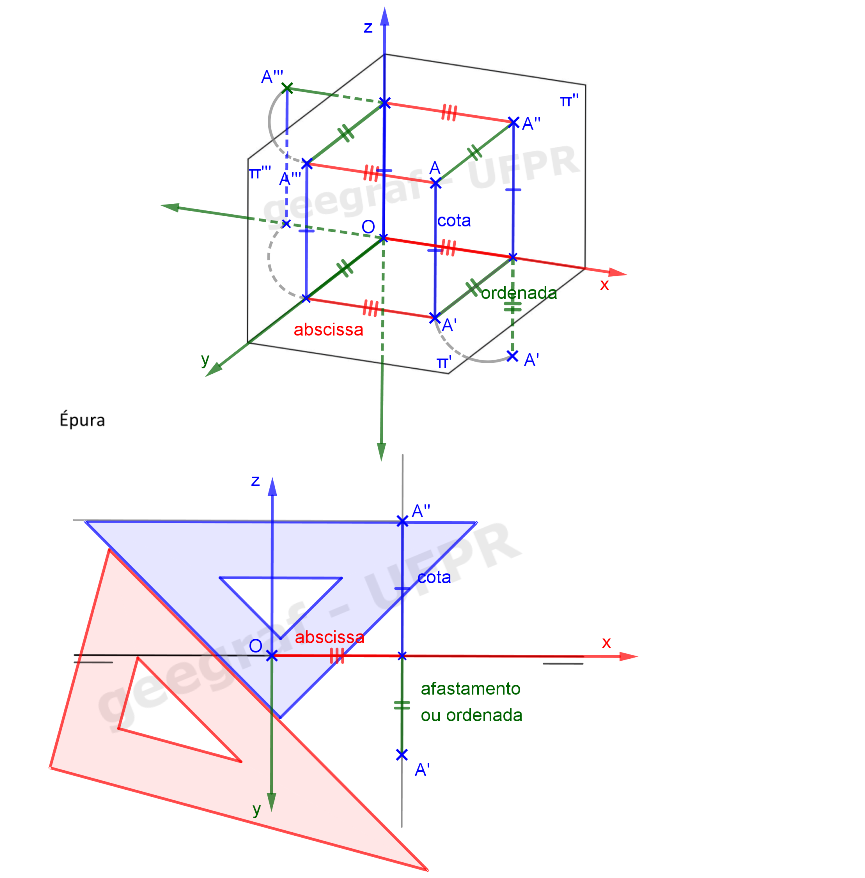 z
A'''
π''
A''
π'''
A'''
A
geegraf - UFPR
O
cota
x
ordenada
abscissa
A'
y
π'
A'
Épura
z
A''
cota
geegraf - UFPR
O
abscissa
x
afastamento
ou ordenada
A'
y